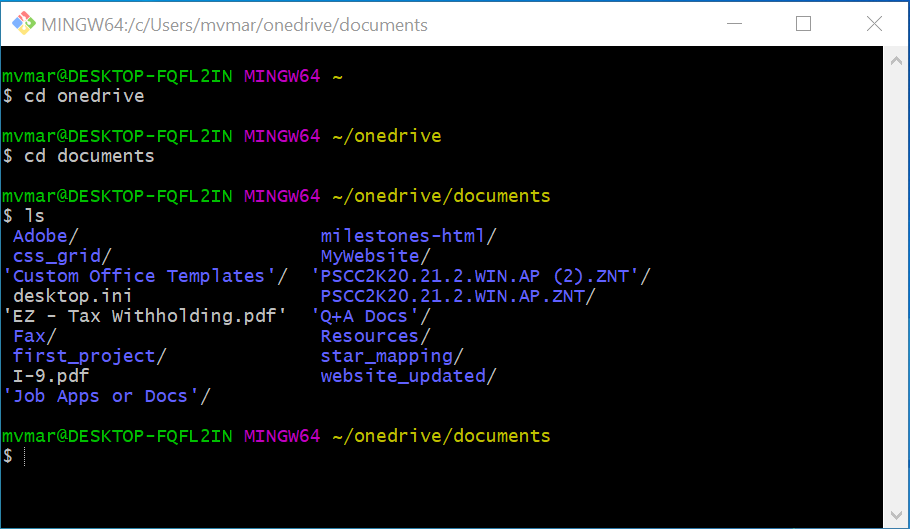 MINGW64:/c/Users/mvmar/onedrive/documents
mvmar@DESKTOP-FQFL2IN MINGW64 ~
$ cd onedrive
mvmar@DESKTOP-FQFL2IN MINGW64 ~/onedrive
$ cd documents
mvmar@DESKTOP-FQFL2IN MINGW64 ~/onedrive/documents
$ ls
Adobe/ milestones-html/
css_grid/ MyWebsite/
'Custom Office Templates'/ 'PSCC2K20.21.2.WIN.AP (2).ZNT'/
desktop.ini PSCC2K20.21.2.WIN.AP.ZNT/
'EZ - Tax Withholding.pdf' 'Q+A Docs'/
Fax/ Resources/
first_project/ star_mapping/
I-9.pdf website_updated/
'Job Apps or Docs'/
mvmar@DESKTOP-FQFL2IN MINGW64 ~/onedrive/documents
$